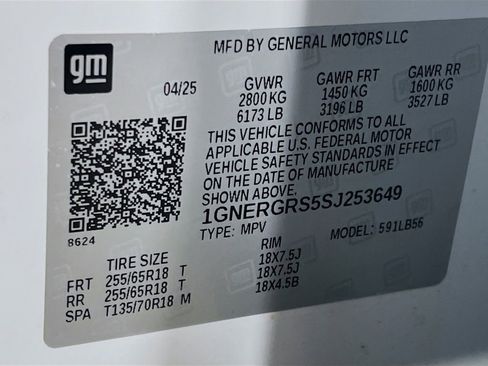 gm
MFD BY GENERAL MOTORS LLC
04/25 GVWR GAWR FRT GAWR RR
2800 KG 1450 KG 1600 KG
6173 LB 3196 LB 3527 LB
THIS VEHICLE CONFORMS TO ALL
APPLICABLE U.S. FEDERAL MOTOR
VEHICLE SAFETY STANDARDS IN EFFECT
ON THE DATE OF MANUFACTURE
SHOWN ABOVE.
1GNERGRS5SJ253649
8624
TYPE: MPV MODEL: 591LB56
TIRE SIZE RIM
FRT 255/65R18 T 18X7.5J
RR 255/65R18 T 18X7.5J
SPA T135/70R18 M 18X4.5B